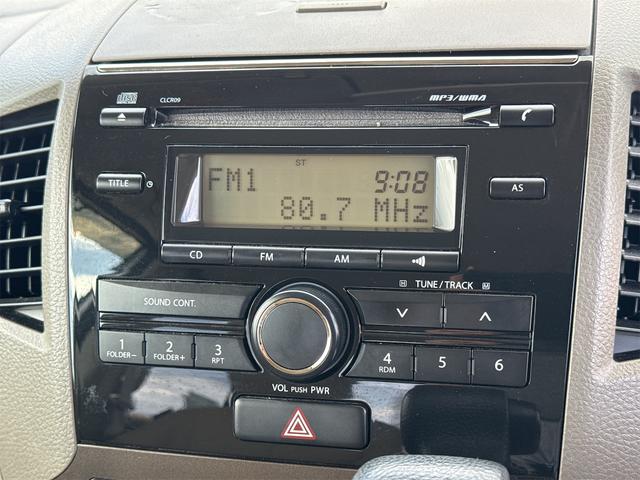 CLCR09
MP3/WMA
TITLE
ST
FM1 9:08
80.7 MHz
AS
CD FM AM
SOUND CONT.
H TUNE/TRACK M
1 FOLDER−
2 FOLDER+
3 RPT
4 RDM
5
6
VOL PUSH PWR